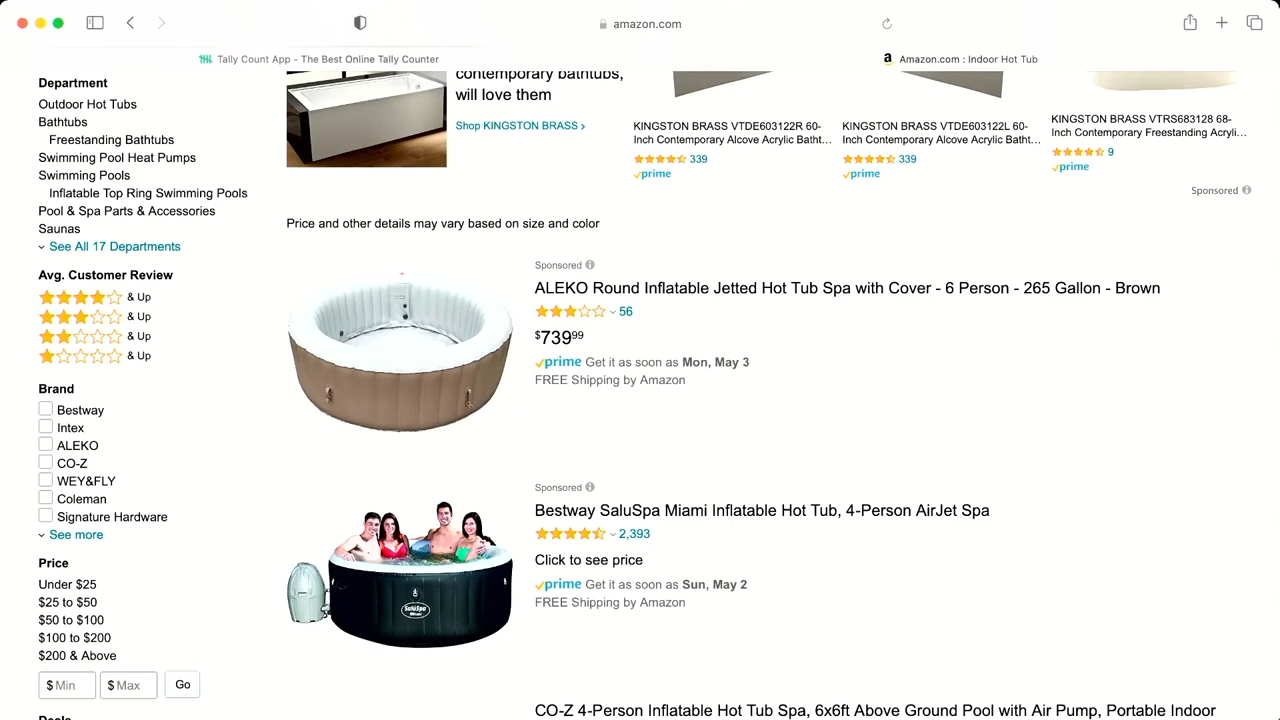 amazon.com
Tally Count App - The Best Online Tally Counter
a Amazon.com : Indoor Hot Tub
Department
Outdoor Hot Tubs
Bathtubs
Freestanding Bathtubs
Swimming Pool Heat Pumps
Swimming Pools
Inflatable Top Ring Swimming Pools
Pool & Spa Parts & Accessories
Saunas
See All 17 Departments
Avg. Customer Review
& Up
& Up
& Up
& Up
Brand
Bestway
Intex
ALEKO
CO-Z
WEY&FLY
Coleman
Signature Hardware
See more
Price
Under $25
$25 to $50
$50 to $100
$100 to $200
$200 & Above
$ Min $ Max Go
contemporary bathtubs,
will love them
Shop KINGSTON BRASS ›
KINGSTON BRASS VTDE603122R 60-
Inch Contemporary Alcove Acrylic Batht…
339
prime
KINGSTON BRASS VTDE603122L 60-
Inch Contemporary Alcove Acrylic Batht…
339
prime
KINGSTON BRASS VTRS683128 68-
Inch Contemporary Freestanding Acryli…
9
prime
Sponsored
Price and other details may vary based on size and color
Sponsored
ALEKO Round Inflatable Jetted Hot Tub Spa with Cover - 6 Person - 265 Gallon - Brown
56
$739.99
prime Get it as soon as Mon, May 3
FREE Shipping by Amazon
Sponsored
Bestway SaluSpa Miami Inflatable Hot Tub, 4-Person AirJet Spa
2,393
Click to see price
prime Get it as soon as Sun, May 2
FREE Shipping by Amazon
SaluSpa
CO-Z 4-Person Inflatable Hot Tub Spa, 6x6ft Above Ground Pool with Air Pump, Portable Indoor